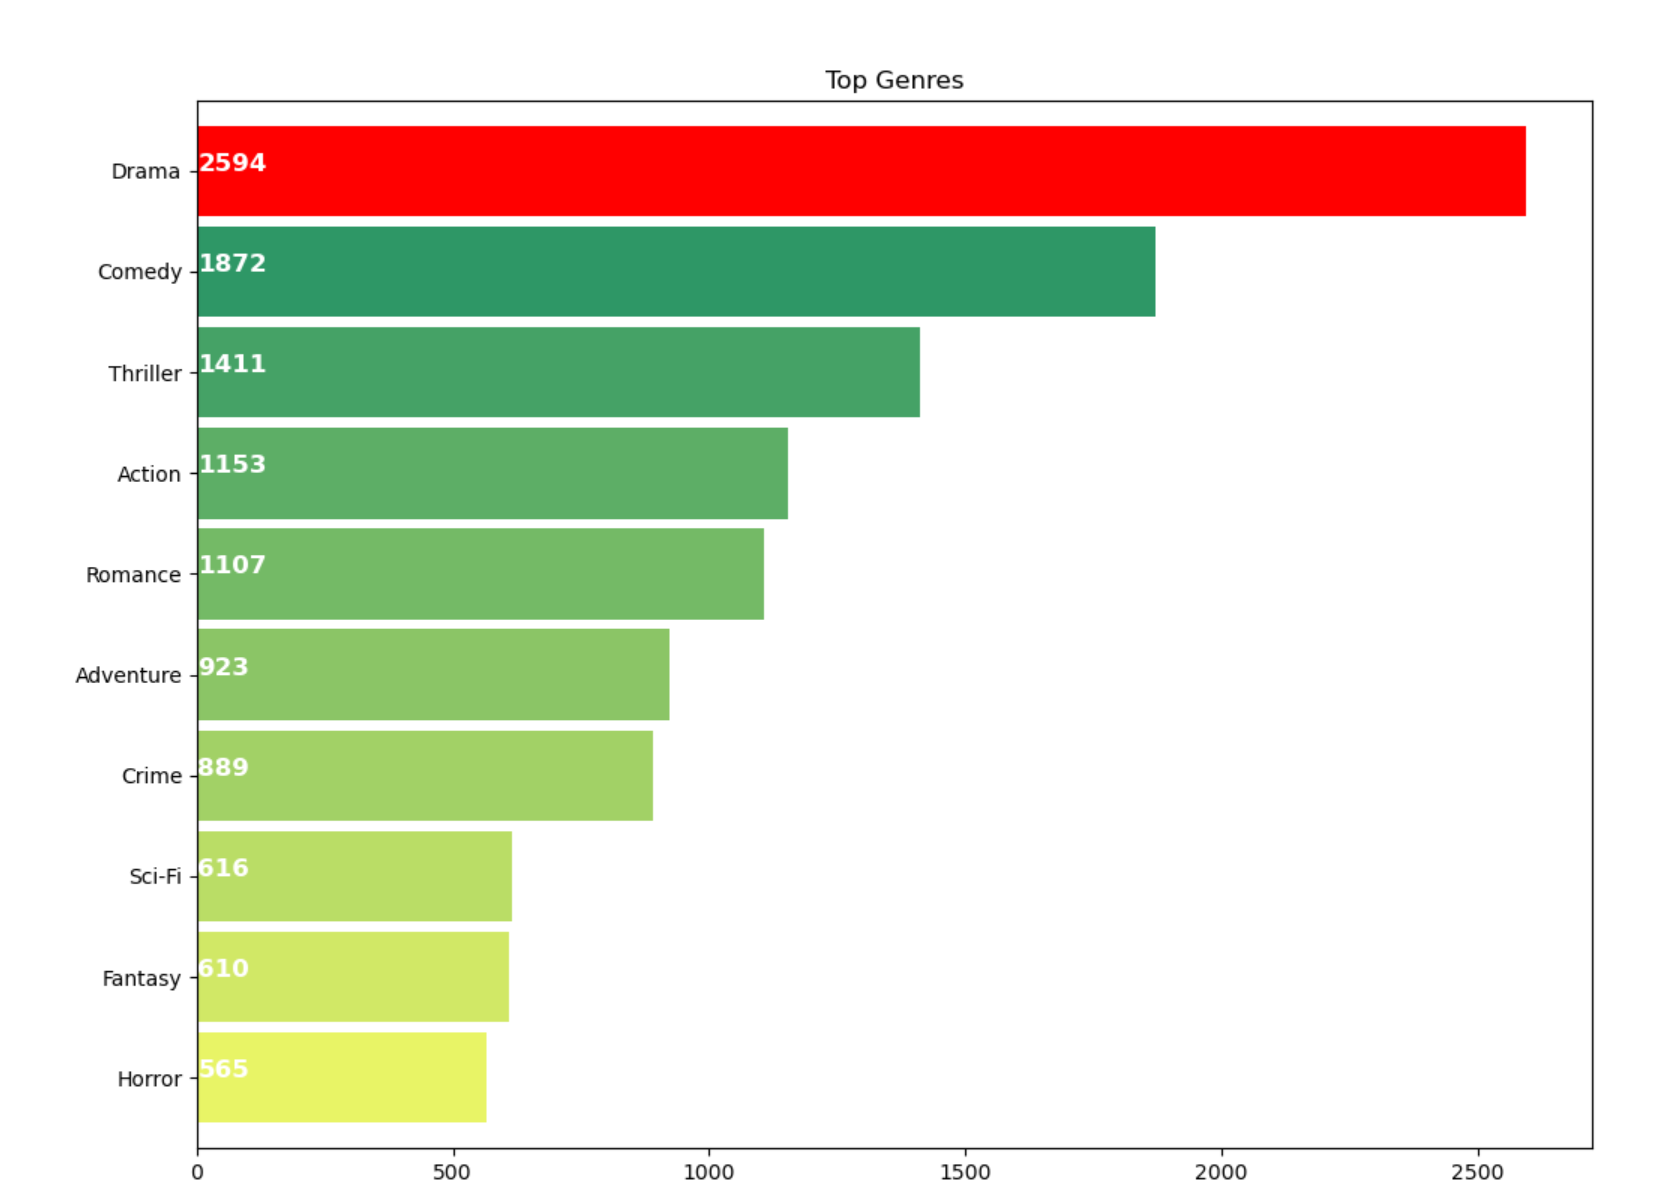 Top Genres
Drama 2594
Comedy 1872
Thriller 1411
Action 1153
Romance 1107
Adventure 923
Crime 889
Sci-Fi 616
Fantasy 610
Horror 565
0 500 1000 1500 2000 2500